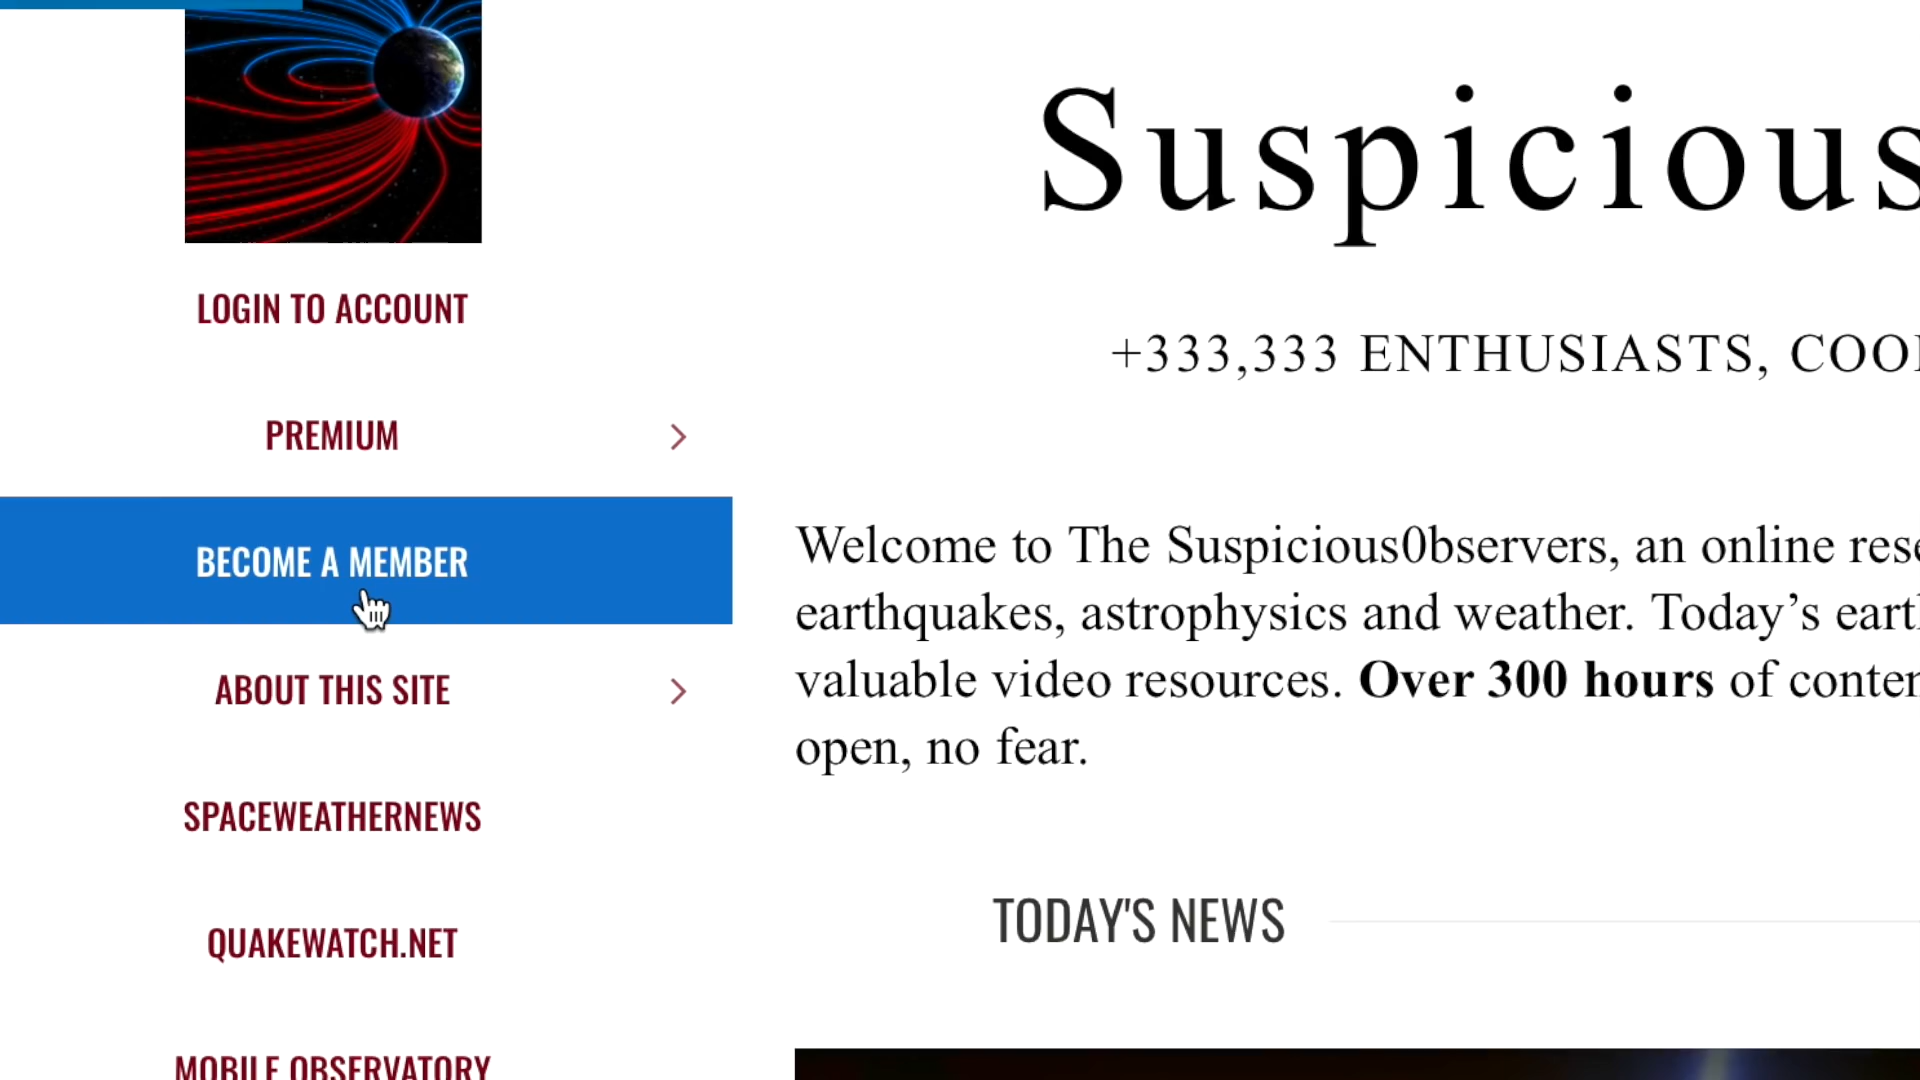 LOGIN TO ACCOUNT
PREMIUM
BECOME A MEMBER
ABOUT THIS SITE
SPACEWEATHERNEWS
QUAKEWATCH.NET
MOBILE OBSERVATORY
Suspicious
+333,333 ENTHUSIASTS,
Welcome to The Suspicious0bservers, an online
earthquakes, astrophysics and weather. Today’s
valuable video resources. Over 300 hours of
open, no fear.
TODAY'S NEWS